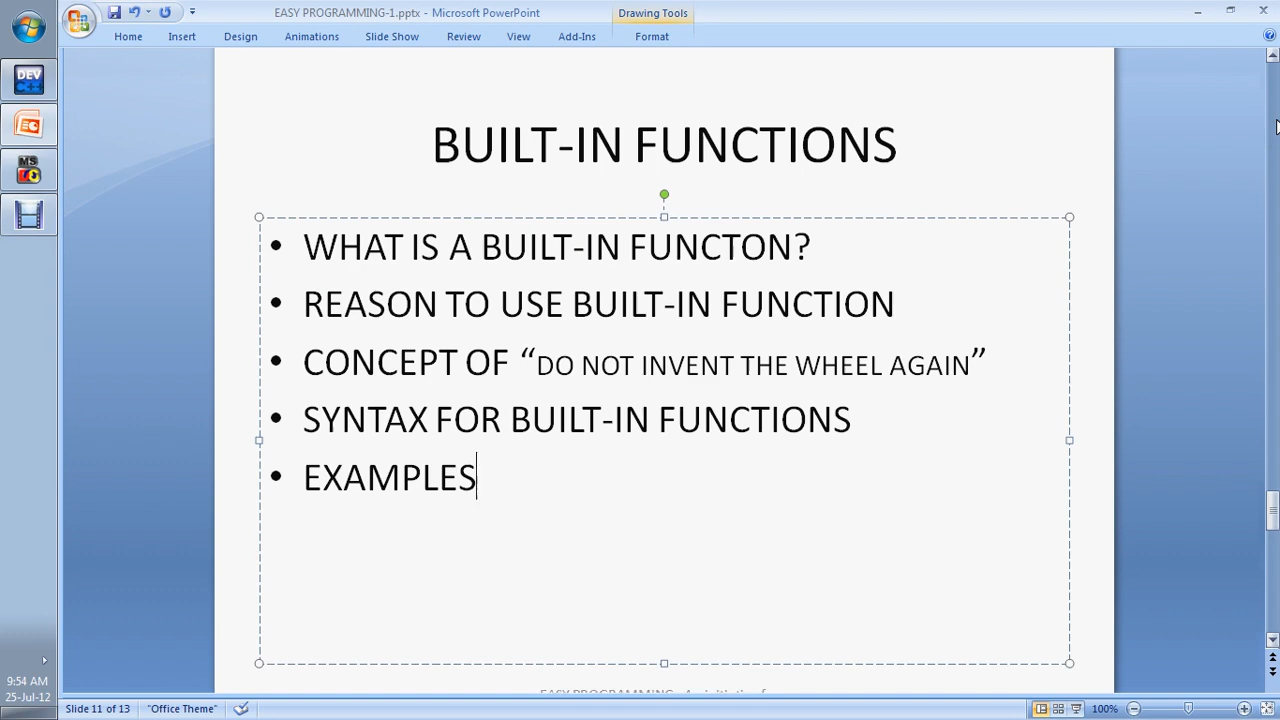 EASY PROGRAMMING-1.pptx - Microsoft PowerPoint
Drawing Tools
Home Insert Design Animations Slide Show Review View Add-Ins Format
DEV
C++
MS
BUILT-IN FUNCTIONS
• WHAT IS A BUILT-IN FUNCTON?
• REASON TO USE BUILT-IN FUNCTION
• CONCEPT OF “DO NOT INVENT THE WHEEL AGAIN”
• SYNTAX FOR BUILT-IN FUNCTIONS
• EXAMPLES
9:54 AM
25-Jul-12
Slide 11 of 13 "Office Theme" 100%